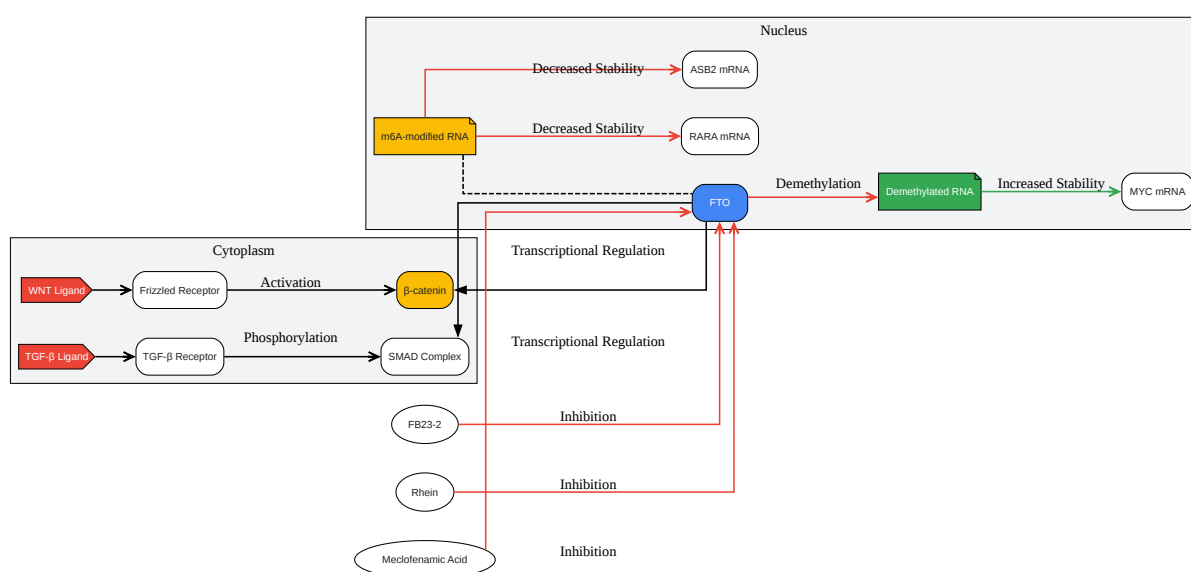 Nucleus
Decreased Stability
ASB2 mRNA
m6A-modified RNA
Decreased Stability
RARA mRNA
FTO
Demethylation
Demethylated RNA
Increased Stability
MYC mRNA
Cytoplasm
Transcriptional Regulation
WNT Ligand
Frizzled Receptor
Activation
β-catenin
TGF-β Ligand
TGF-β Receptor
Phosphorylation
SMAD Complex
Transcriptional Regulation
FB23-2
Inhibition
Rhein
Inhibition
Meclofenamic Acid
Inhibition